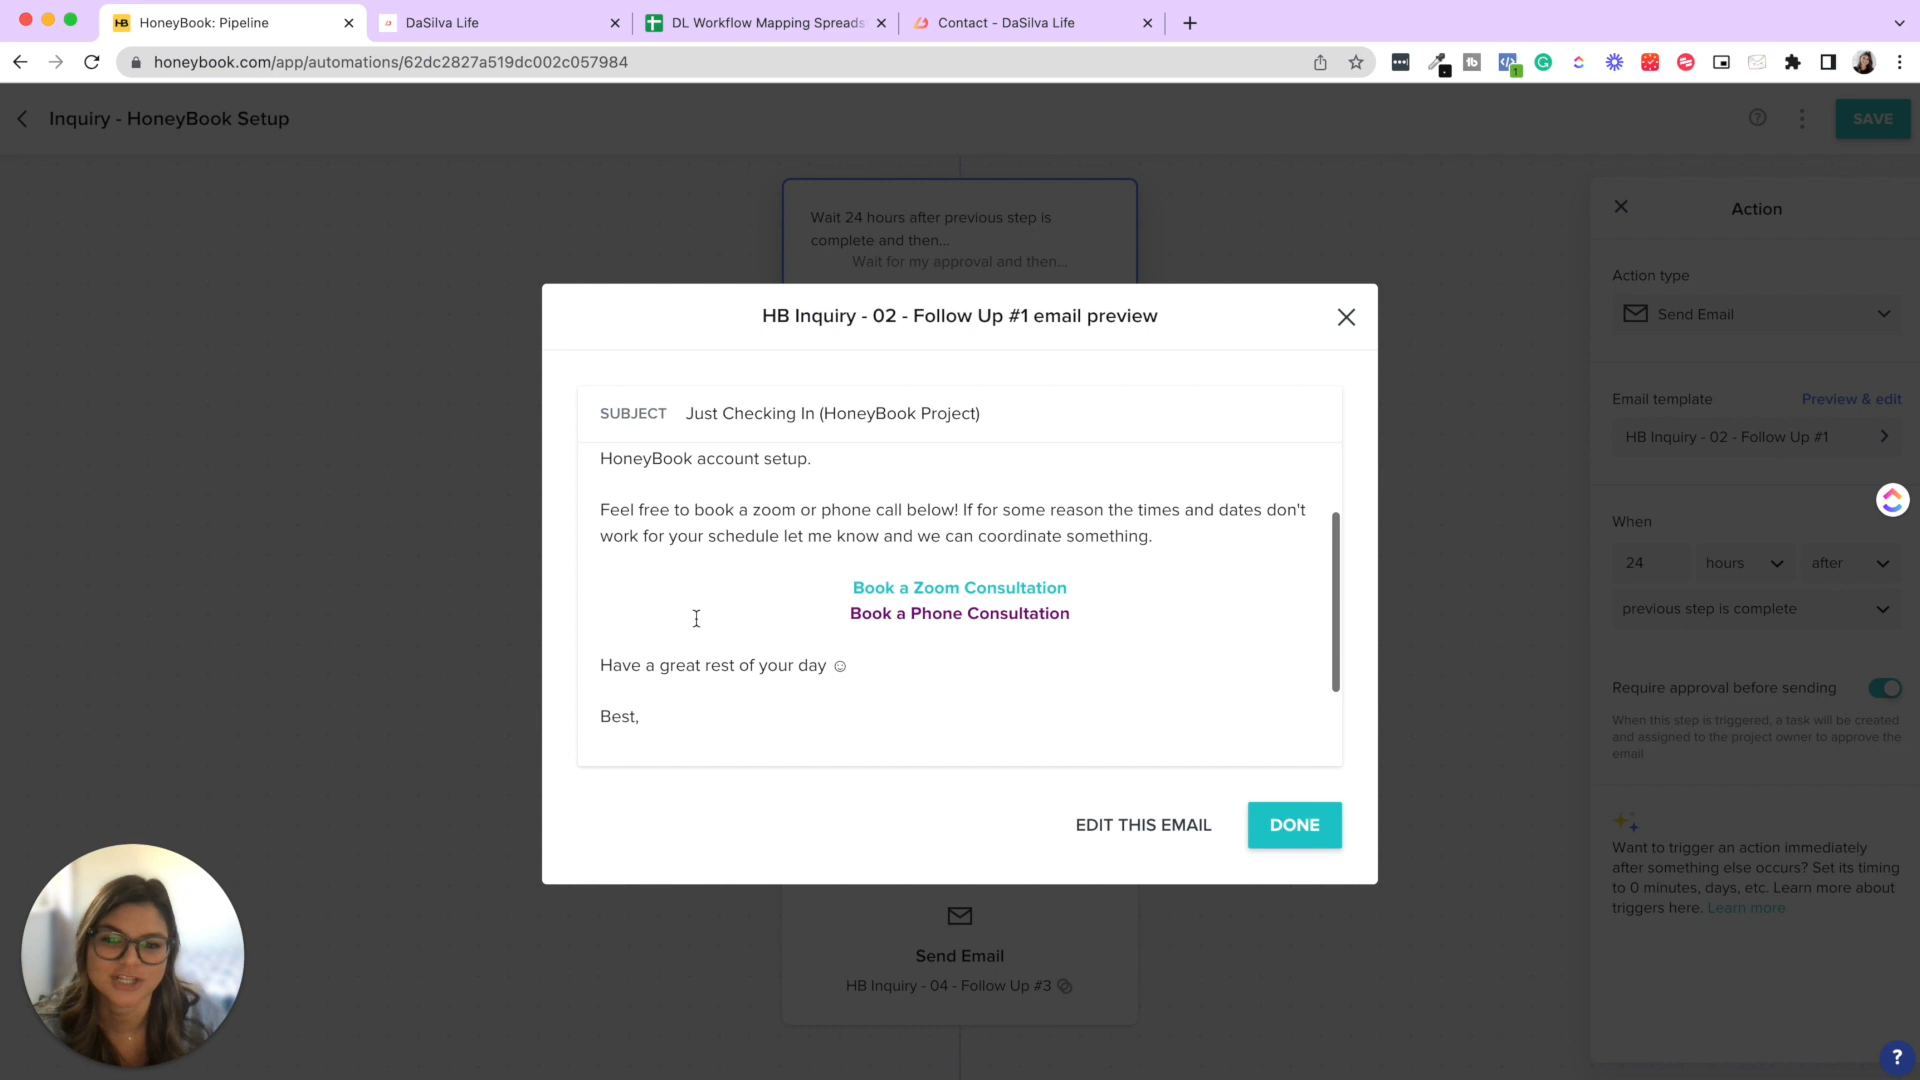 HoneyBook: Pipeline
DaSilva Life
DL Workflow Mapping Spreads
Contact - DaSilva Life
honeybook.com/app/automations/62dc2827a519dc002c057984
Inquiry - HoneyBook Setup
SAVE
Wait 24 hours after previous step is
complete and then...
Wait for my approval and then...
HB Inquiry - 02 - Follow Up #1 email preview
SUBJECT Just Checking In (HoneyBook Project)
HoneyBook account setup.
Feel free to book a zoom or phone call below! If for some reason the times and dates don't
work for your schedule let me know and we can coordinate something.
Book a Zoom Consultation
Book a Phone Consultation
Have a great rest of your day ☺
Best,
EDIT THIS EMAIL
DONE
Send Email
HB Inquiry - 04 - Follow Up #3
Action
Action type
Send Email
Email template Preview & edit
HB Inquiry - 02 - Follow Up #1
When
24 hours after
previous step is complete
Require approval before sending
When this step is triggered, a task will be created
and assigned to the project owner to approve the
email
Want to trigger an action immediately
after something else occurs? Set its timing
to 0 minutes, days, etc. Learn more about
triggers here. Learn more
?